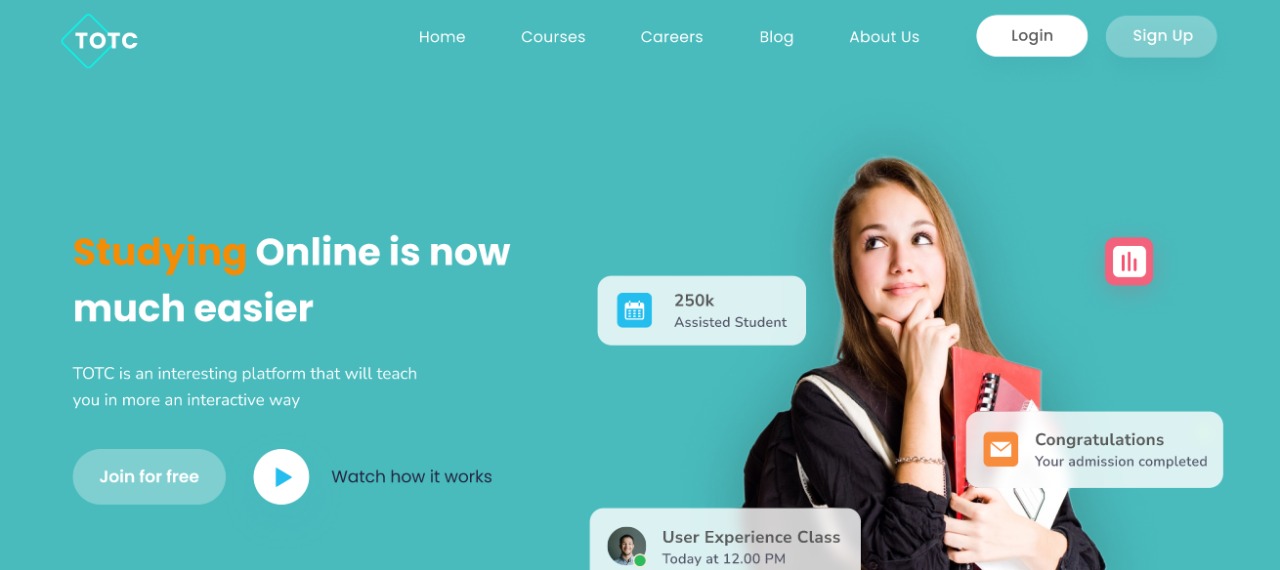 TOTC
Home
Courses
Careers
Blog
About Us
Login
Sign Up
Studying Online is now
much easier
TOTC is an interesting platform that will teach
you in more an interactive way
Join for free
Watch how it works
250k
Assisted Student
Congratulations
Your admission completed
User Experience Class
Today at 12.00 PM